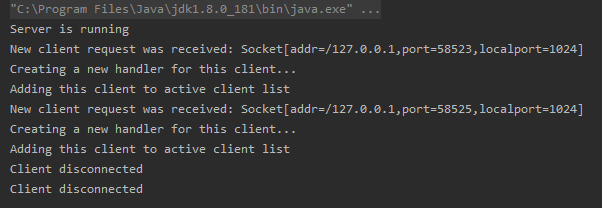 "C:\Program Files\Java\jdk1.8.0_181\bin\java.exe" ...
Server is running
New client request was received: Socket[addr=/127.0.0.1,port=58523,localport=1024]
Creating a new handler for this client...
Adding this client to active client list
New client request was received: Socket[addr=/127.0.0.1,port=58525,localport=1024]
Creating a new handler for this client...
Adding this client to active client list
Client disconnected
Client disconnected